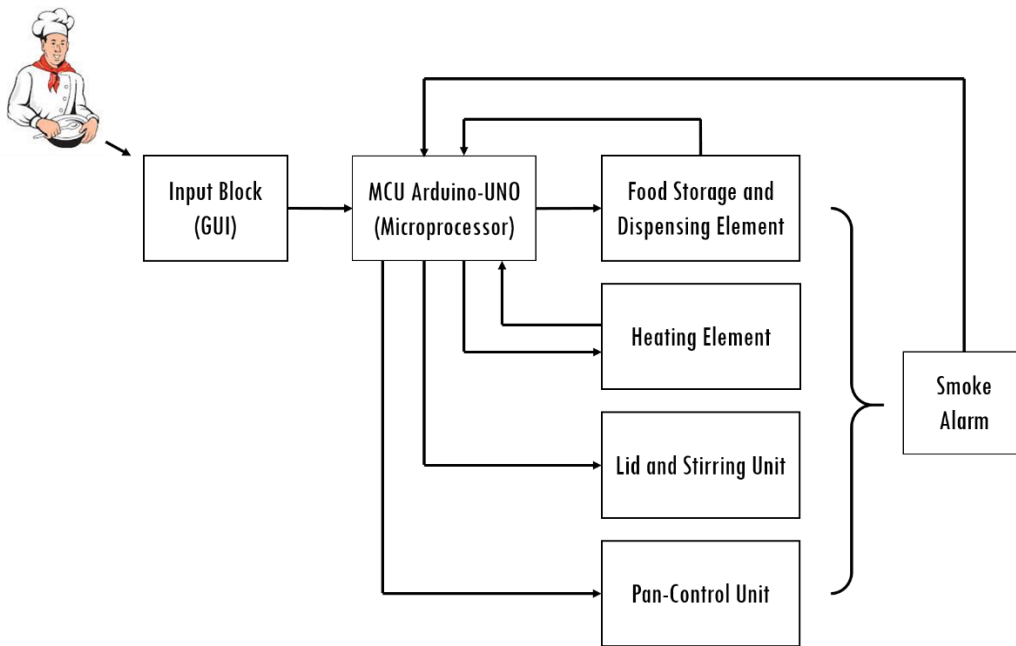 Input Block
(GUI)
MCU Arduino-UNO
(Microprocessor)
Food Storage and
Dispensing Element
Heating Element
Lid and Stirring Unit
Pan-Control Unit
Smoke
Alarm